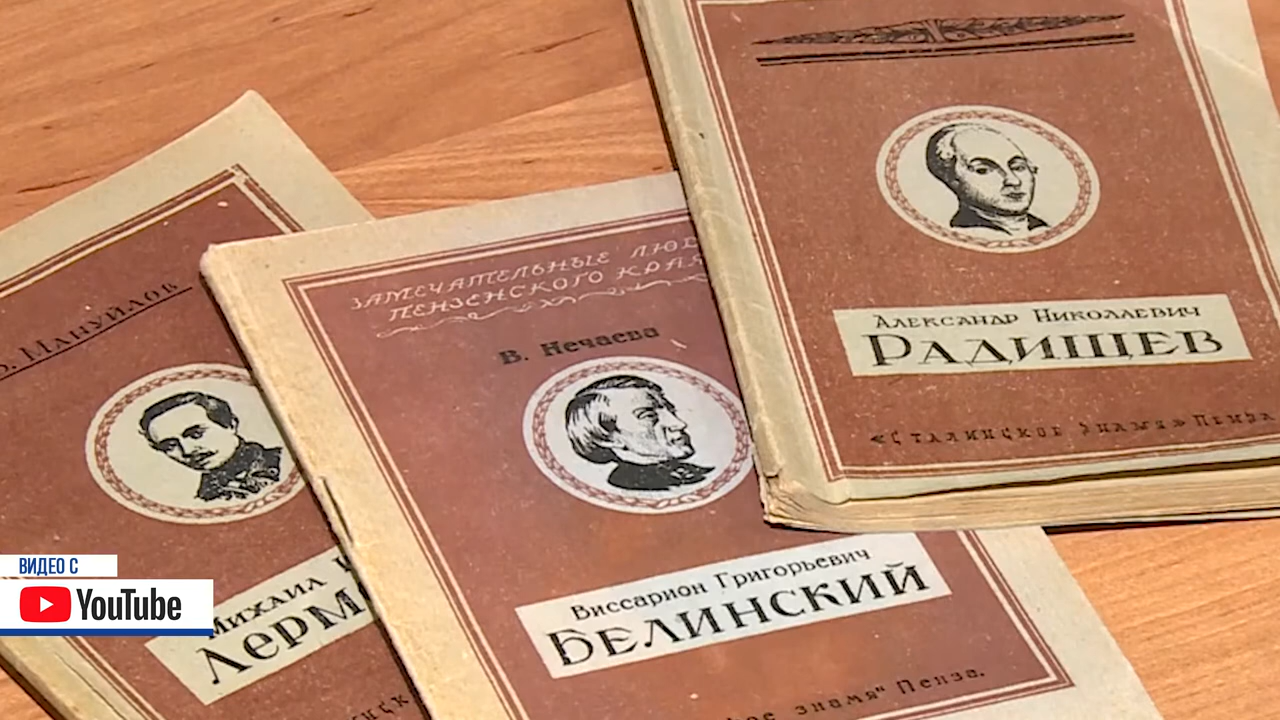 В. Мануйлов
Михаил
Лерм
ЗАМЕЧАТЕЛЬНЫЕ ЛЮД
ПЕНЗЕНСКОГО КРАЯ
В. Нечаева
Виссарион Григорьевич
БЕЛИНСКИЙ
знамя" Пенза.
Александр Николаевич
РАДИЩЕВ
«СТАЛИНСКОЕ ЗНАМЯ» ПЕНЗА
ВИДЕО С
YouTube